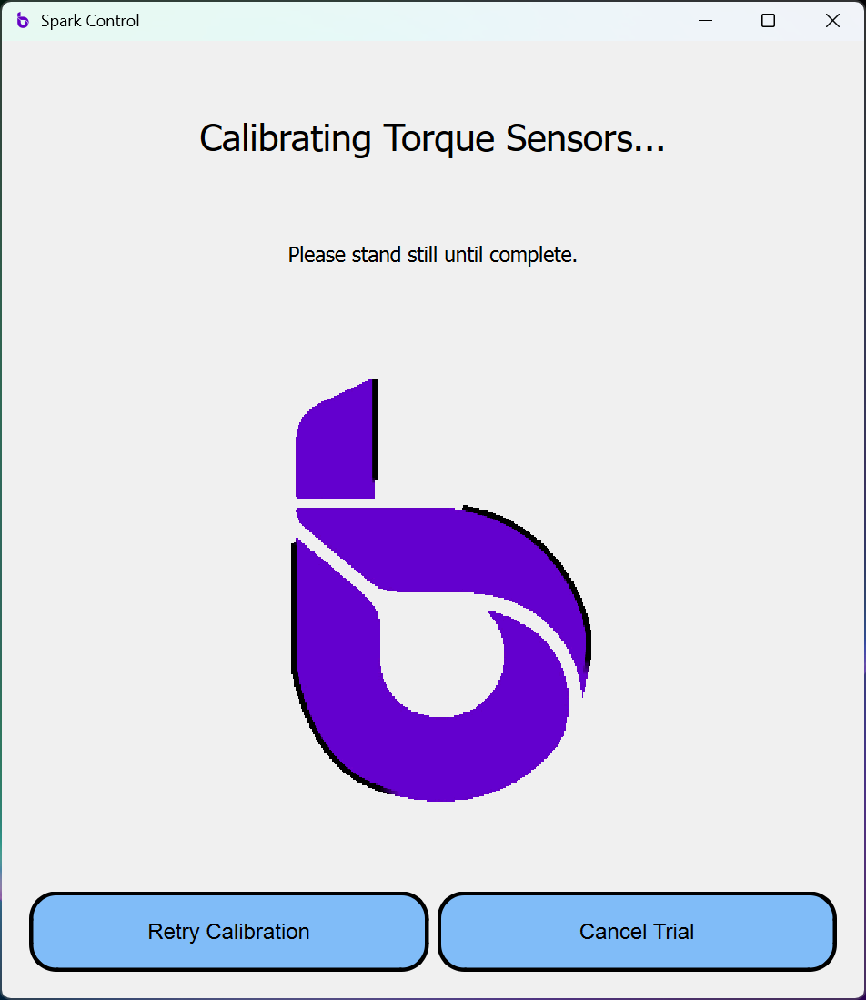 Spark Control
Calibrating Torque Sensors...
Please stand still until complete.
Retry Calibration
Cancel Trial